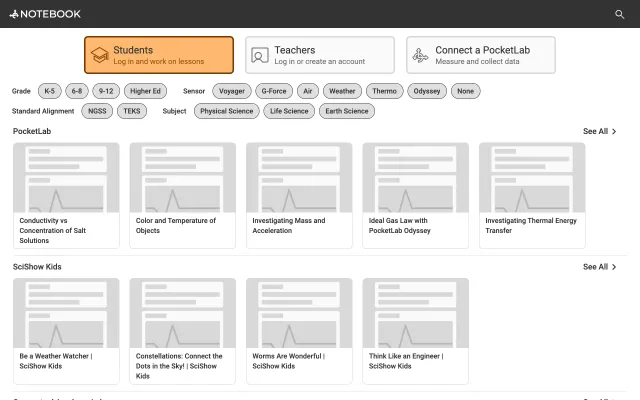 NOTEBOOK
Students
Log in and work on lessons
Teachers
Log in or create an account
Connect a PocketLab
Measure and collect data
Grade K-5 6-8 9-12 Higher Ed Sensor Voyager G-Force Air Weather Thermo Odyssey None
Standard Alignment NGSS TEKS Subject Physical Science Life Science Earth Science
PocketLab See All
Conductivity vs
Concentration of Salt
Solutions
Color and Temperature of
Objects
Investigating Mass and
Acceleration
Ideal Gas Law with
PocketLab Odyssey
Investigating Thermal Energy
Transfer
SciShow Kids See All
Be a Weather Watcher |
SciShow Kids
Constellations: Connect the
Dots in the Sky! | SciShow
Kids
Worms Are Wonderful |
SciShow Kids
Think Like an Engineer |
SciShow Kids